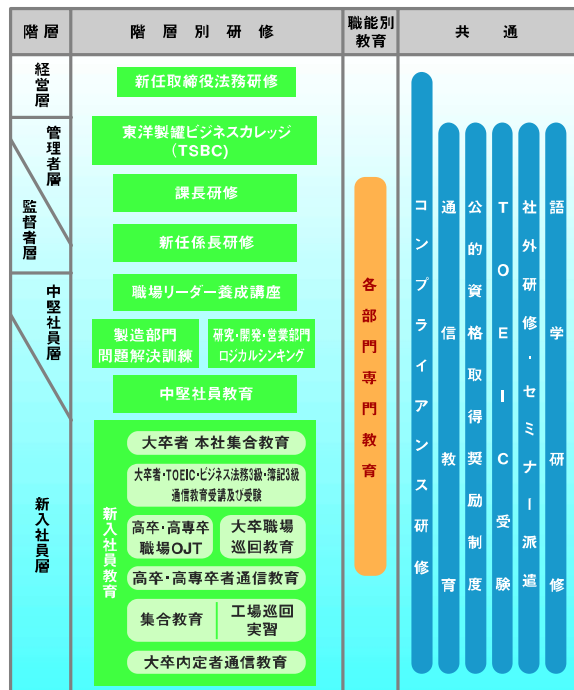 階層
階層別研修
職能別
教育
共通
経営層
管理者層
監督者層
中堅社員層
新入社員層
新任取締役法務研修
東洋製罐ビジネスカレッジ
(TSBC)
課長研修
新任係長研修
職場リーダー養成講座
製造部門
問題解決訓練
研究・開発・営業部門
ロジカルシンキング
中堅社員教育
新入社員教育
大卒者 本社集合教育
大卒者・TOEIC・ビジネス法務3級・簿記3級
通信教育受講及び受験
高卒・高専卒
職場OJT
大卒職場
巡回教育
高卒・高専卒者通信教育
集合教育
工場巡回
実習
大卒内定者通信教育
各部門専門教育
コンプライアンス研修
通信教育
公的資格取得奨励制度
TOEIC受験
社外研修・セミナー派遣
語学研修